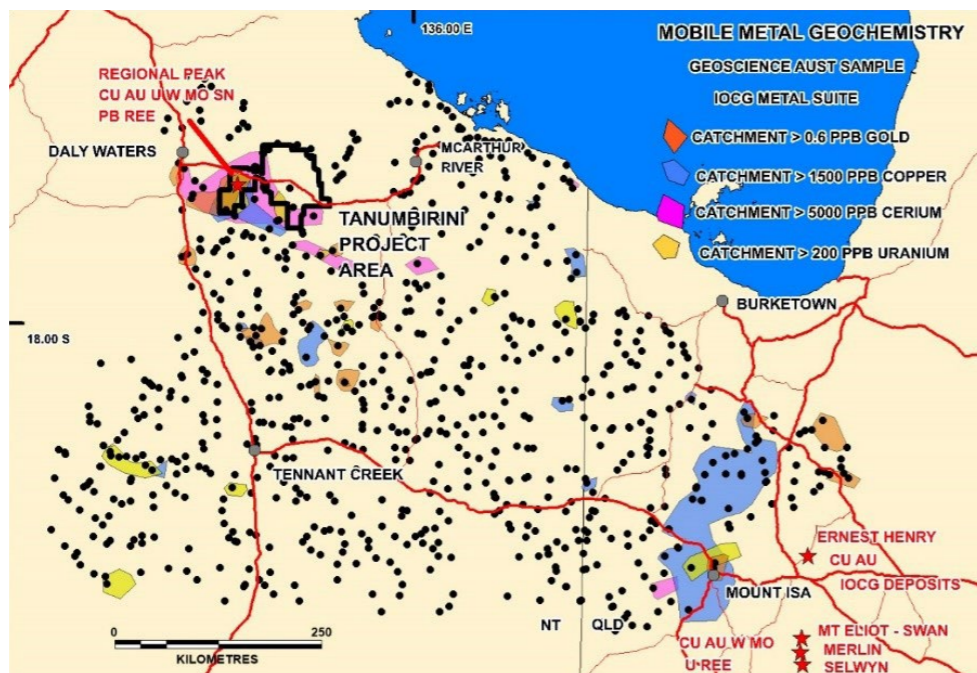 136.00 E
MOBILE METAL GEOCHEMISTRY
GEOSCIENCE AUST SAMPLE
IOCG METAL SUITE
CATCHMENT > 0.6 PPB GOLD
CATCHMENT > 1500 PPB COPPER
CATCHMENT > 5000 PPB CERIUM
CATCHMENT > 200 PPB URANIUM
REGIONAL PEAK
CU AU U W MO SN
PB REE
DALY WATERS
MCARTHUR
RIVER
TANUMBIRINI
PROJECT
AREA
BURKETOWN
18.00 S
TENNANT CREEK
ERNEST HENRY
CU AU
IOCG DEPOSITS
MOUNT ISA
NT
QLD
CU AU W MO
U REE
MT ELIOT - SWAN
MERLIN
SELWYN
0
250
KILOMETRES